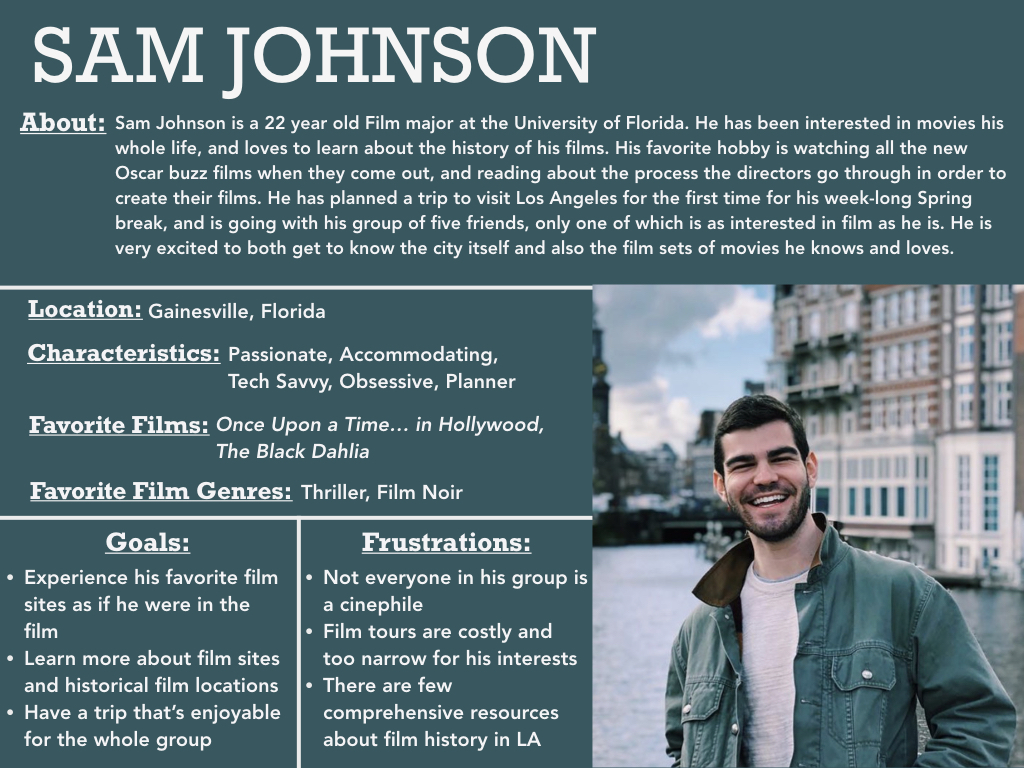 SAM JOHNSON
About: Sam Johnson is a 22 year old Film major at the University of Florida. He has been interested in movies his
whole life, and loves to learn about the history of his films. His favorite hobby is watching all the new
Oscar buzz films when they come out, and reading about the process the directors go through in order to
create their films. He has planned a trip to visit Los Angeles for the first time for his week-long Spring
break, and is going with his group of five friends, only one of which is as interested in film as he is. He is
very excited to both get to know the city itself and also the film sets of movies he knows and loves.
Location: Gainesville, Florida
Characteristics: Passionate, Accommodating,
Tech Savvy, Obsessive, Planner
Favorite Films: Once Upon a Time… in Hollywood,
The Black Dahlia
Favorite Film Genres: Thriller, Film Noir
Goals:
• Experience his favorite film
sites as if he were in the
film
• Learn more about film sites
and historical film locations
• Have a trip that’s enjoyable
for the whole group
Frustrations:
• Not everyone in his group is
a cinephile
• Film tours are costly and
too narrow for his interests
• There are few
comprehensive resources
about film history in LA